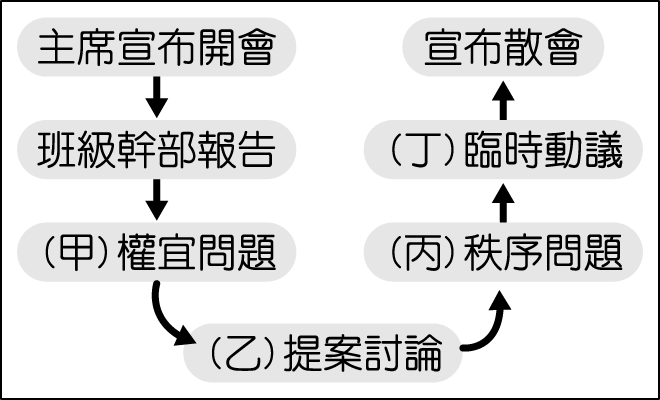 主席宣布開會
班級幹部報告
(甲)權宜問題
(乙)提案討論
(丙)秩序問題
(丁)臨時動議
宣布散會